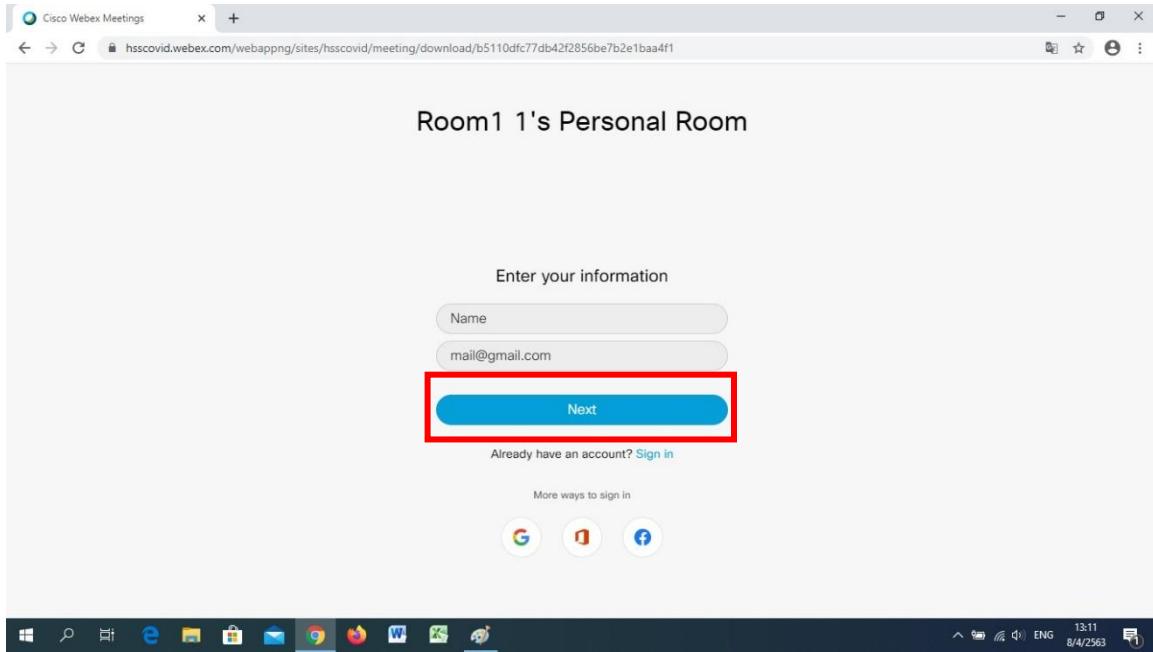 Cisco Webex Meetings
hsscovid.webex.com/webappng/sites/hsscovid/meeting/download/b5110dfc77db42f2856be7b2e1baa4f1
Room1 1's Personal Room
Enter your information
Name
mail@gmail.com
Next
Already have an account? Sign in
More ways to sign in
ENG
13:11
8/4/2563